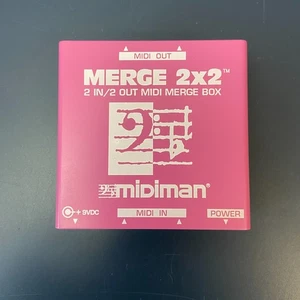 MIDI OUT
MERGE 2x2™
2 IN/2 OUT MIDI MERGE BOX
midiman®
+ 9VDC MIDI IN POWER